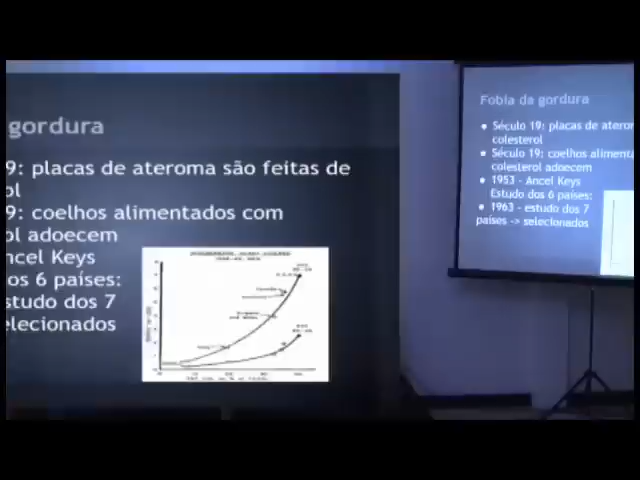 gordura
9: placas de ateroma são feitas de
ol
9: coelhos alimentados com
ol adoecem
ncel Keys
os 6 países:
studo dos 7
elecionados
Fobia da gordura
● Século 19: placas de atero
colesterol
● Século 19: coelhos alimenta
colesterol adoecem
● 1953 - Ancel Keys
Estudo dos 6 países:
● 1963 - estudo dos 7
países -> selecionados